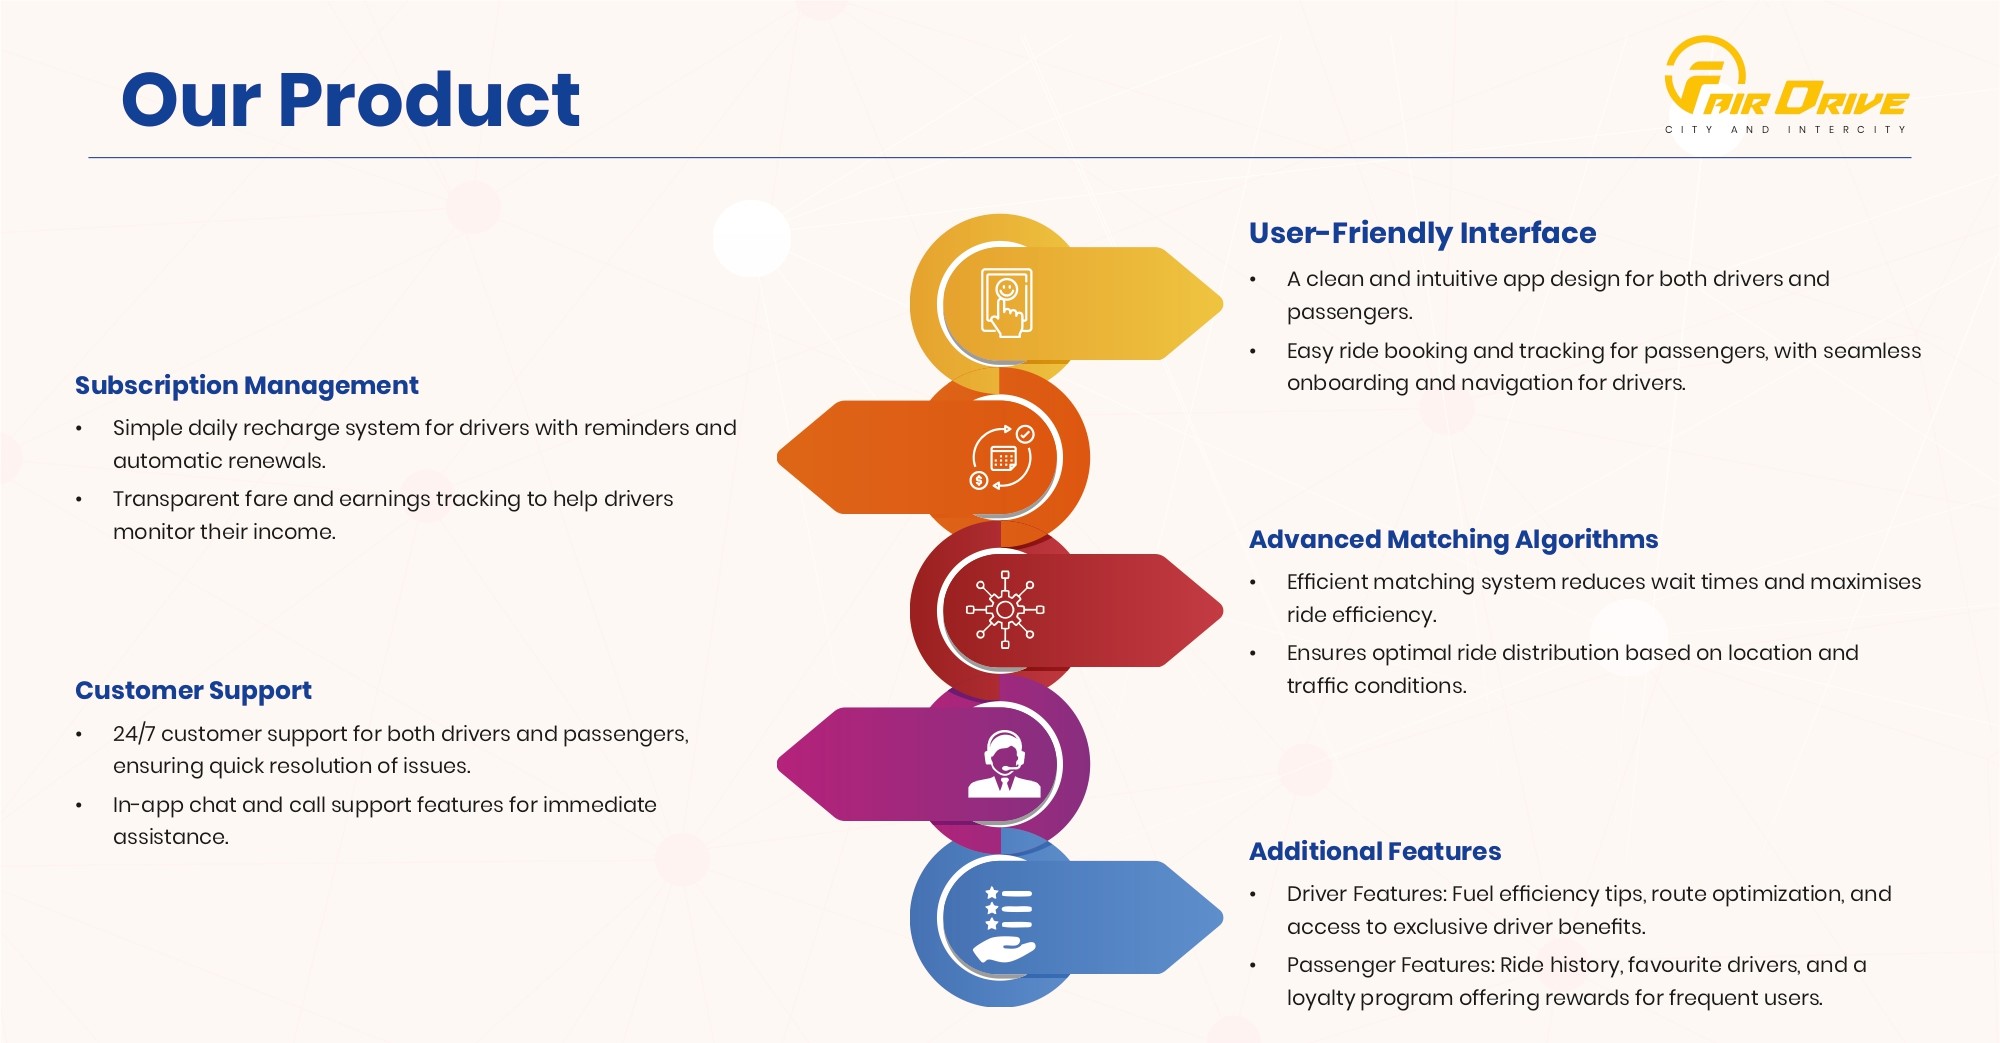 Our Product
FAIR DRIVE
CITY AND INTERCITY
User-Friendly Interface
• A clean and intuitive app design for both drivers and
passengers.
• Easy ride booking and tracking for passengers, with seamless
onboarding and navigation for drivers.
Subscription Management
• Simple daily recharge system for drivers with reminders and
automatic renewals.
• Transparent fare and earnings tracking to help drivers
monitor their income.
$
Advanced Matching Algorithms
• Efficient matching system reduces wait times and maximises
ride efficiency.
• Ensures optimal ride distribution based on location and
traffic conditions.
Customer Support
• 24/7 customer support for both drivers and passengers,
ensuring quick resolution of issues.
• In-app chat and call support features for immediate
assistance.
Additional Features
• Driver Features: Fuel efficiency tips, route optimization, and
access to exclusive driver benefits.
• Passenger Features: Ride history, favourite drivers, and a
loyalty program offering rewards for frequent users.